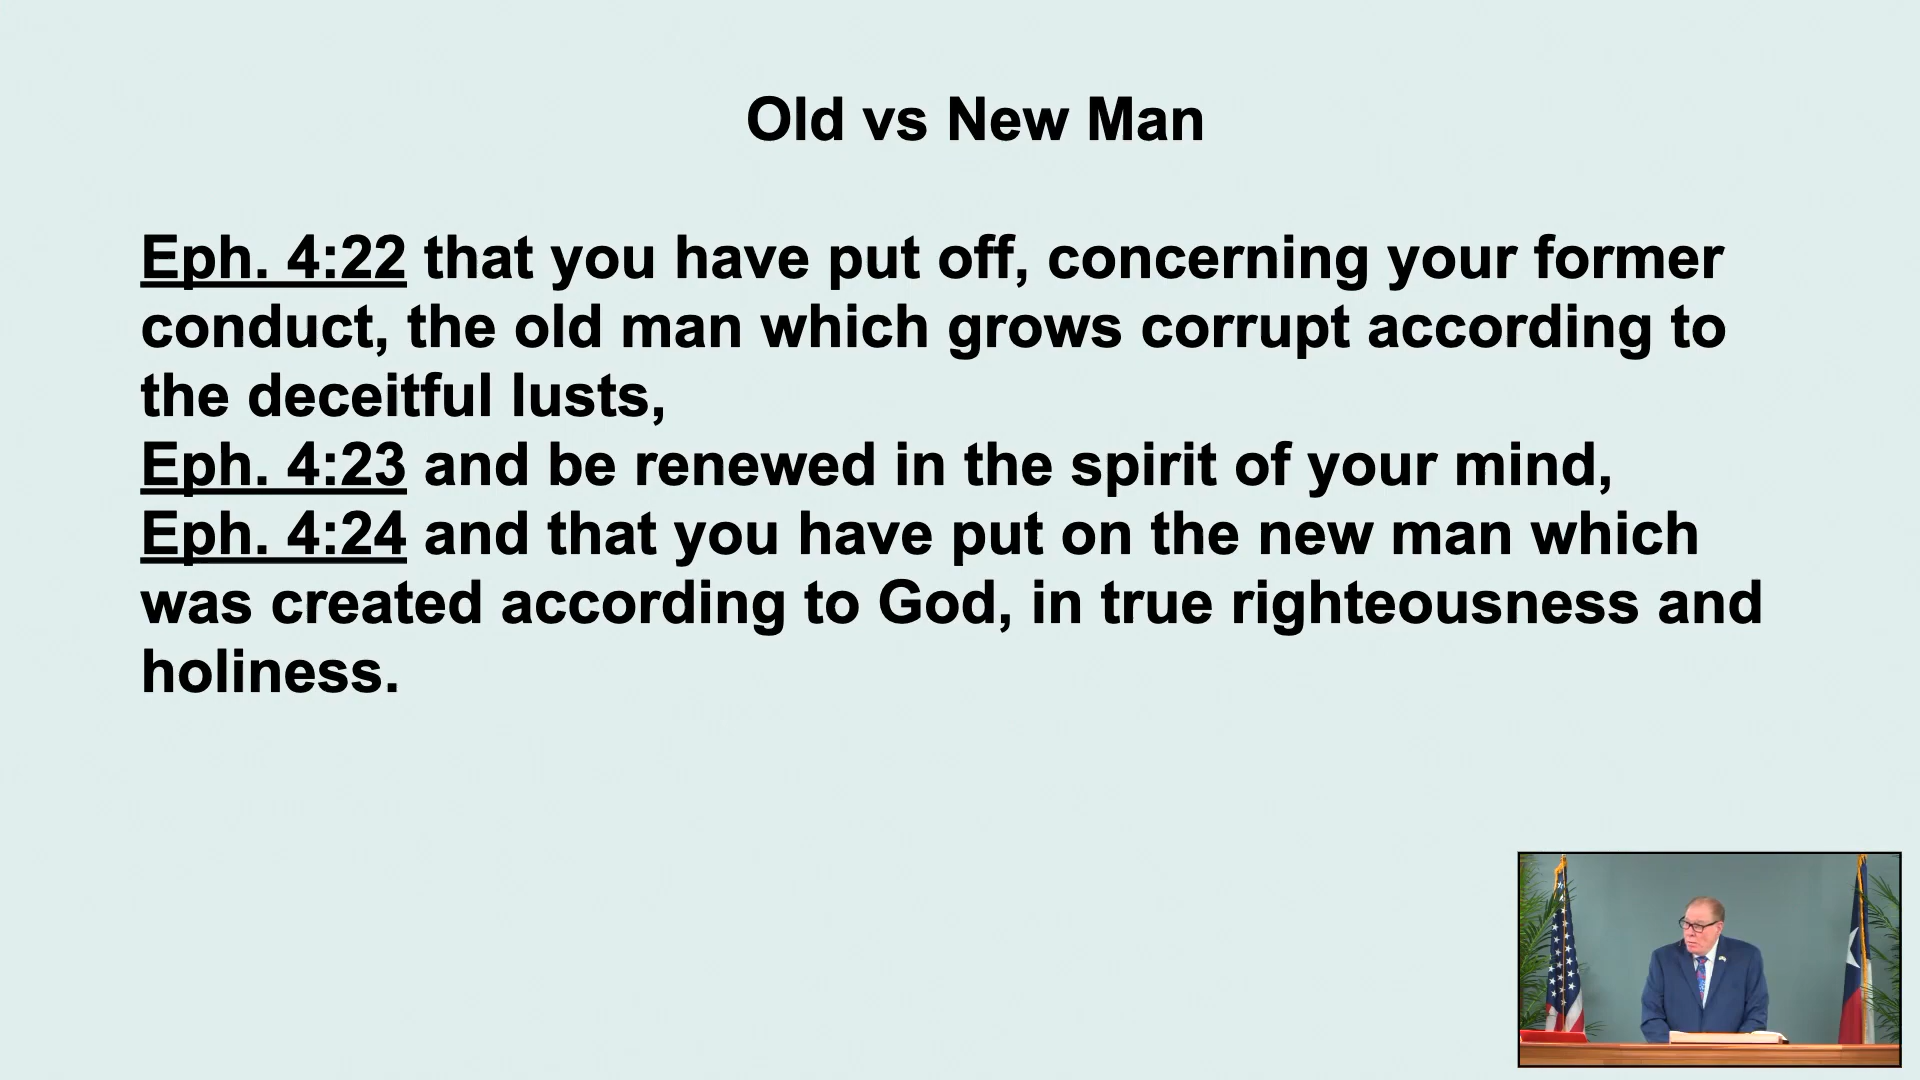 Old vs New Man
Eph. 4:22 that you have put off, concerning your former
conduct, the old man which grows corrupt according to
the deceitful lusts,
Eph. 4:23 and be renewed in the spirit of your mind,
Eph. 4:24 and that you have put on the new man which
was created according to God, in true righteousness and
holiness.